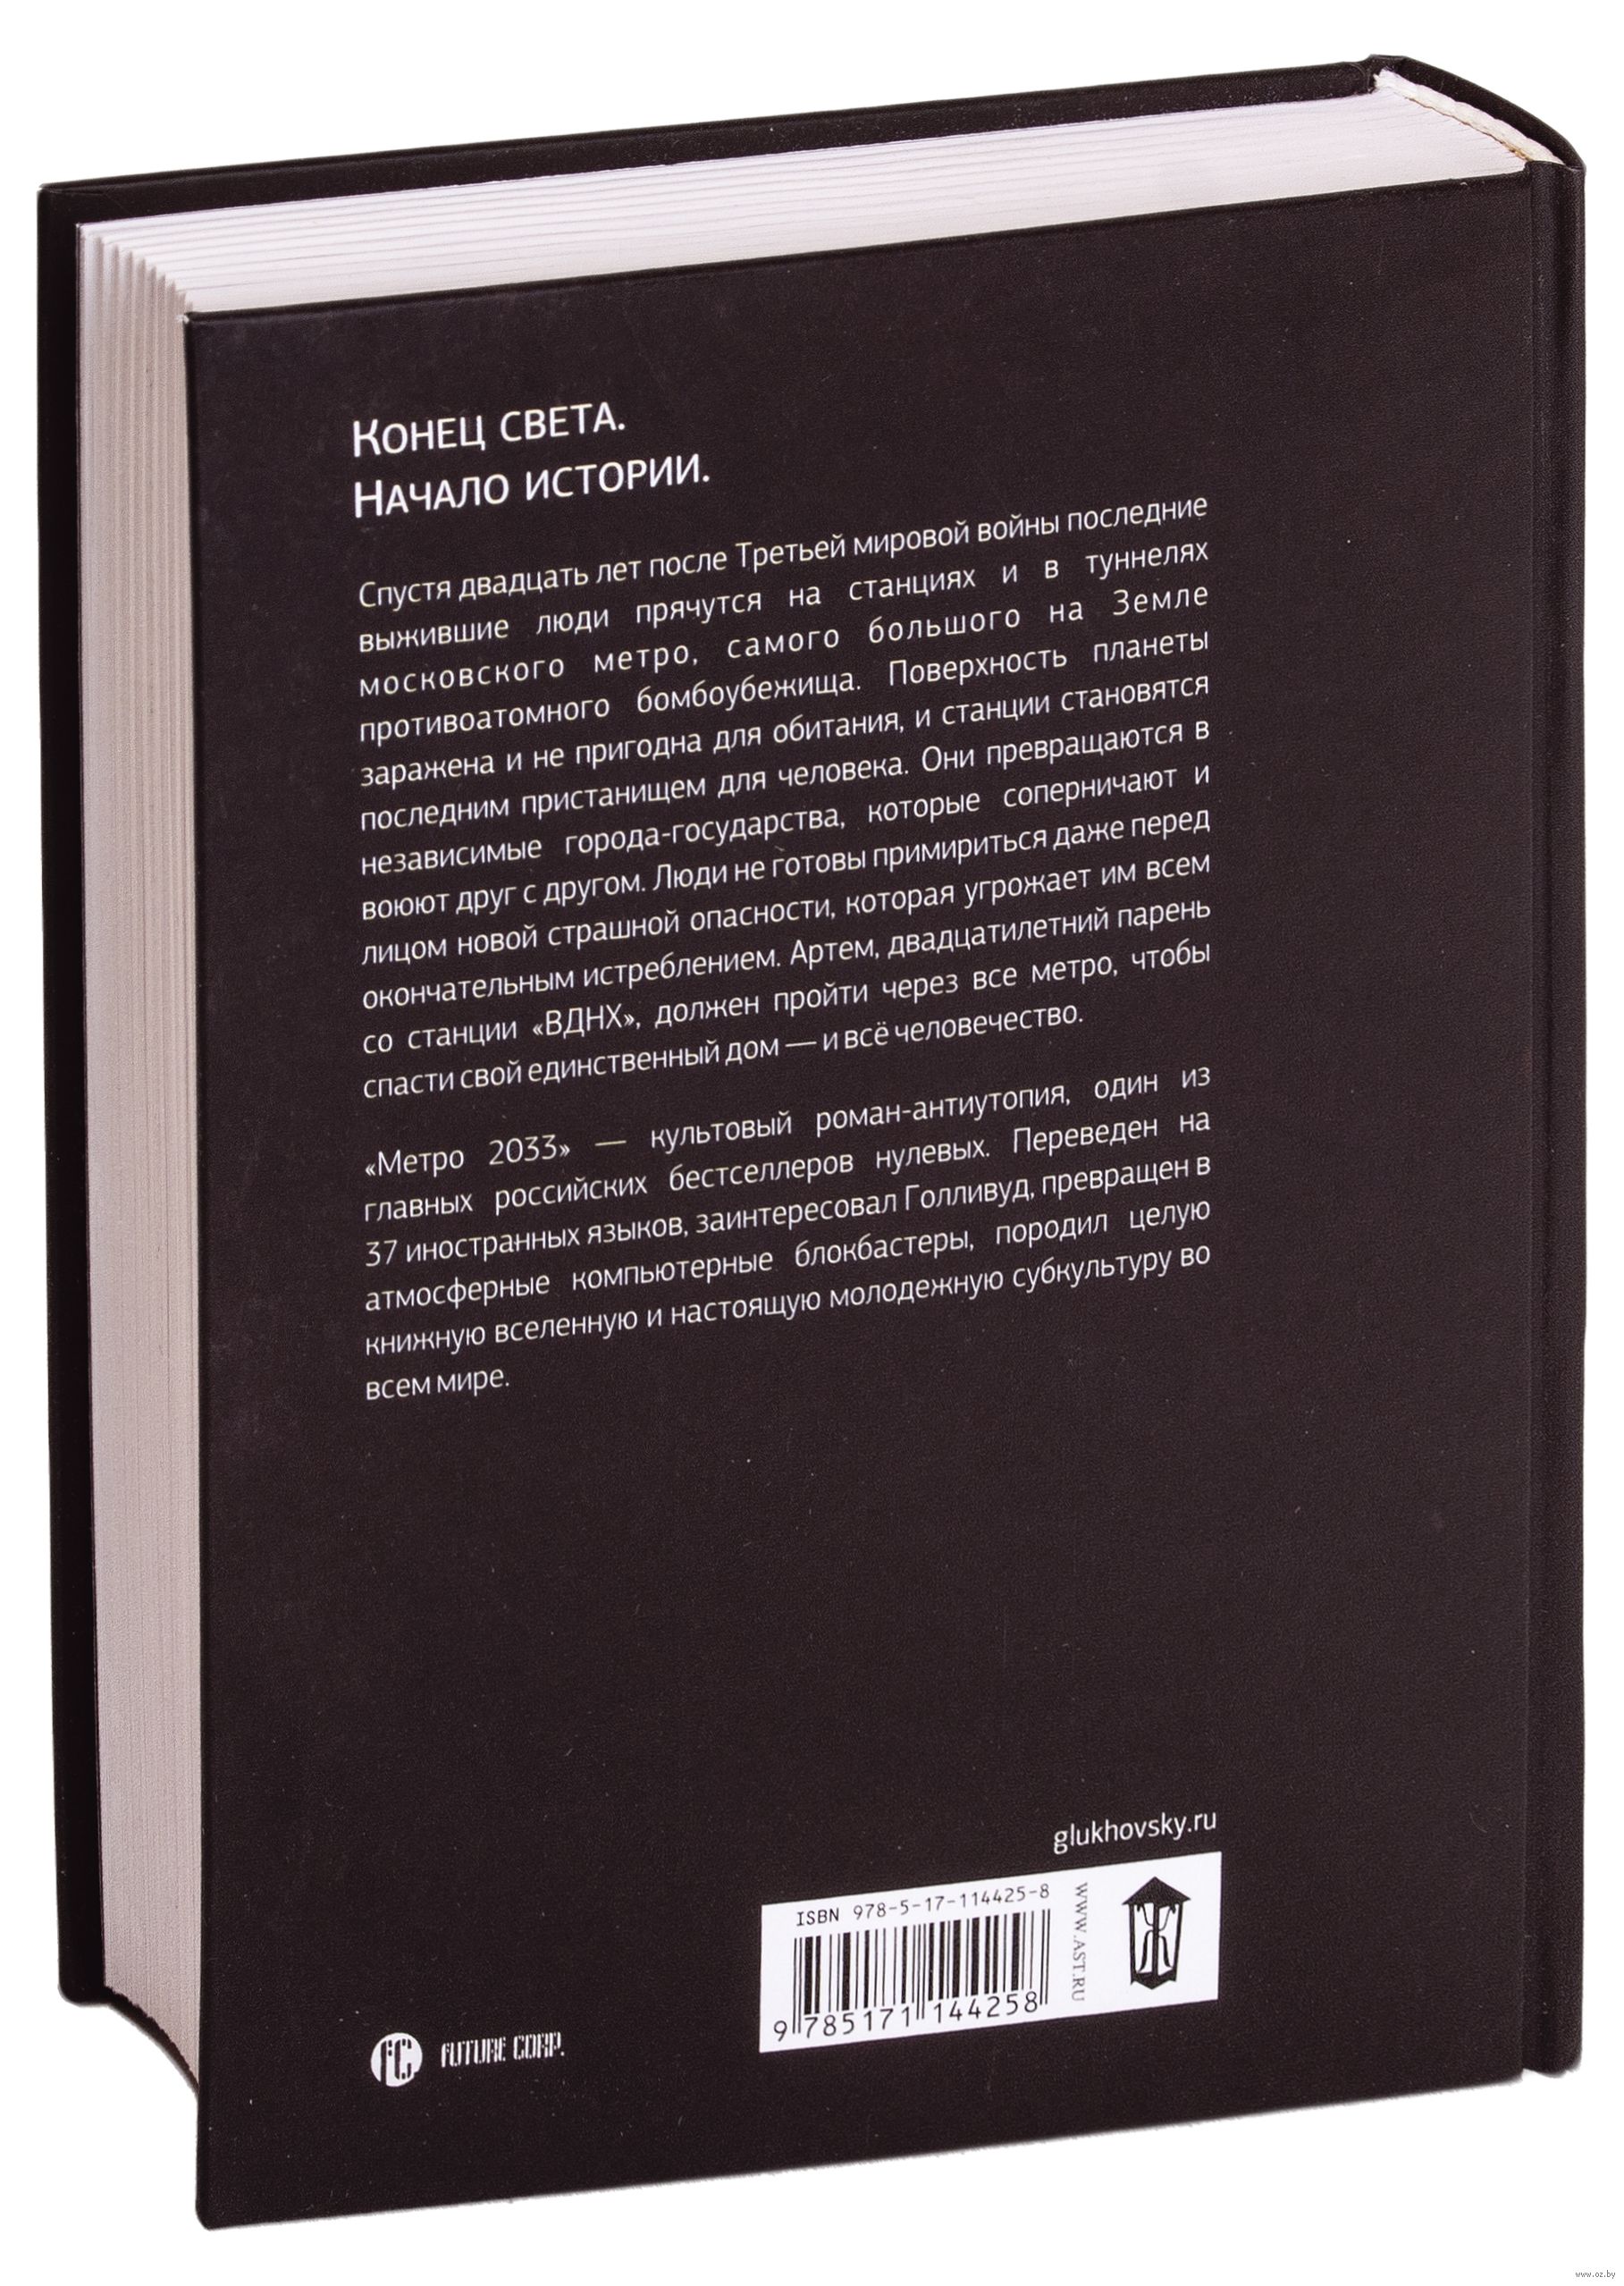 Конец света.
Начало истории.
Спустя двадцать лет после Третьей мировой войны последние
выжившие люди прячутся на станциях и в туннелях
московского метро, самого большого на Земле
противоатомного бомбоубежища. Поверхность планеты
заражена и не пригодна для обитания, и станции становятся
последним пристанищем для человека. Они превращаются в
независимые города-государства, которые соперничают и
воюют друг с другом. Люди не готовы примириться даже перед
лицом новой страшной опасности, которая угрожает им всем
окончательным истреблением. Артем, двадцатилетний парень
со станции «ВДНХ», должен пройти через все метро, чтобы
спасти свой единственный дом — и всё человечество.
«Метро 2033» — культовый роман-антиутопия, один из
главных российских бестселлеров нулевых. Переведен на
37 иностранных языков, заинтересовал Голливуд, превращен в
атмосферные компьютерные блокбастеры, породил целую
книжную вселенную и настоящую молодежную субкультуру во
всем мире.
glukhovsky.ru
ISBN 978-5-17-114425-8
WWW.AST.RU
9 785171 144258
FC FUTURE CORP.
www.oz.by